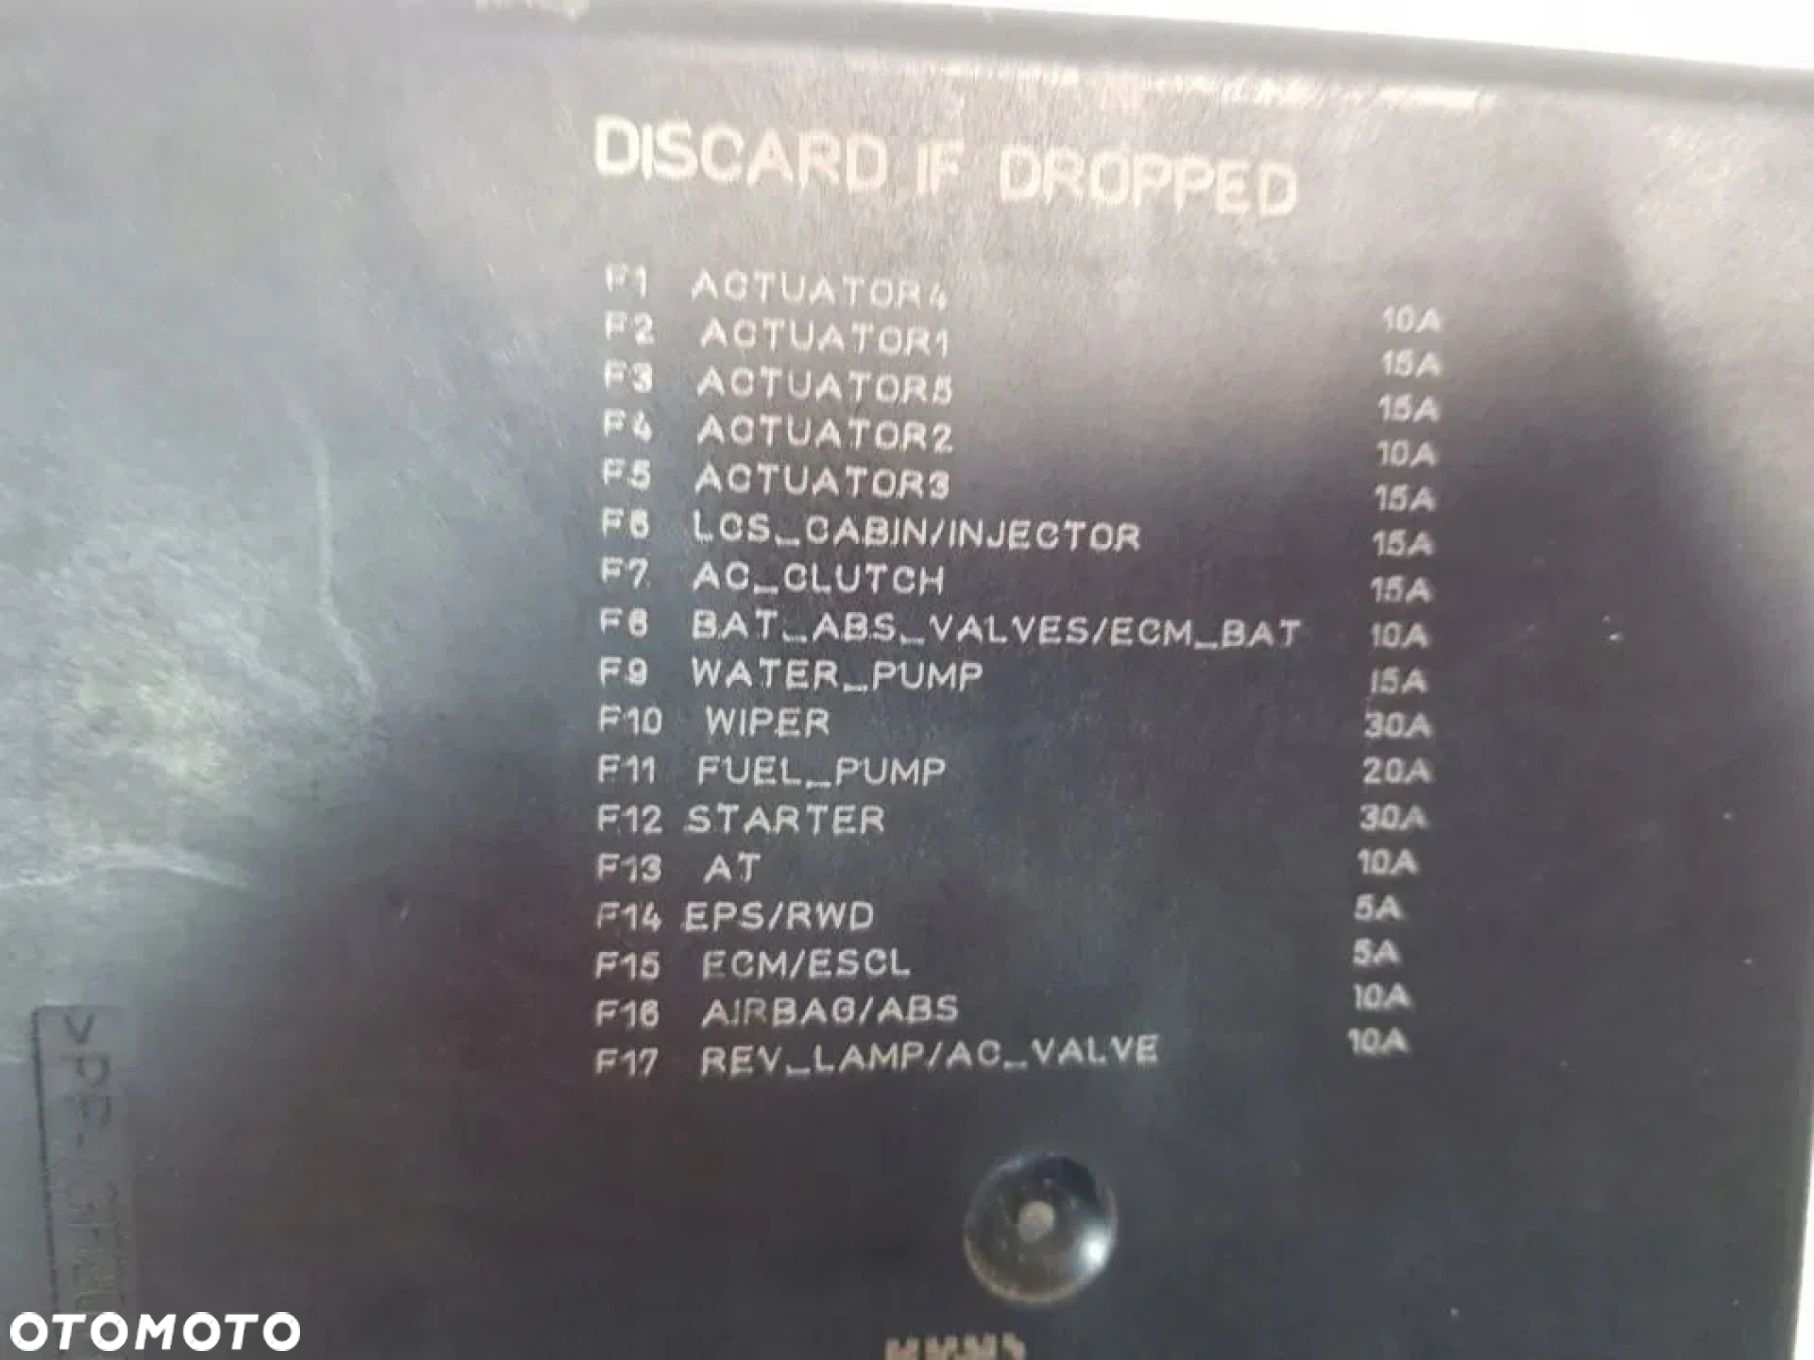 DISCARD IF DROPPED
F1 ACTUATOR4 10A
F2 ACTUATOR1 15A
F3 ACTUATOR5 15A
F4 ACTUATOR2 10A
F5 ACTUATOR3 15A
F6 LCS_CABIN/INJECTOR 15A
F7 AC_CLUTCH 15A
F8 BAT_ABS_VALVES/ECM_BAT 10A
F9 WATER_PUMP 15A
F10 WIPER 30A
F11 FUEL_PUMP 20A
F12 STARTER 30A
F13 AT 10A
F14 EPS/RWD 5A
F15 ECM/ESCL 5A
F16 AIRBAG/ABS 10A
F17 REV_LAMP/AC_VALVE 10A
OTOMOTO